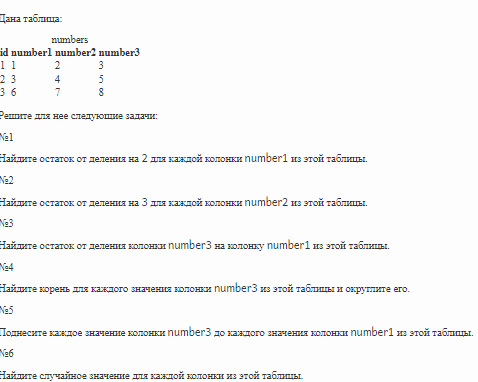 Дана таблица:
numbers
id number1 number2 number3
1 1 2 3
2 3 4 5
3 6 7 8
Решите для нее следующие задачи:
№1
Найдите остаток от деления на 2 для каждой колонки number1 из этой таблицы.
№2
Найдите остаток от деления на 3 для каждой колонки number2 из этой таблицы.
№3
Найдите остаток от деления колонки number3 на колонку number1 из этой таблицы.
№4
Найдите корень для каждого значения колонки number3 из этой таблицы и округлите его.
№5
Поднесите каждое значение колонки number3 до каждого значения колонки number1 из этой таблицы.
№6
Найдите случайное значение для каждой колонки из этой таблицы.